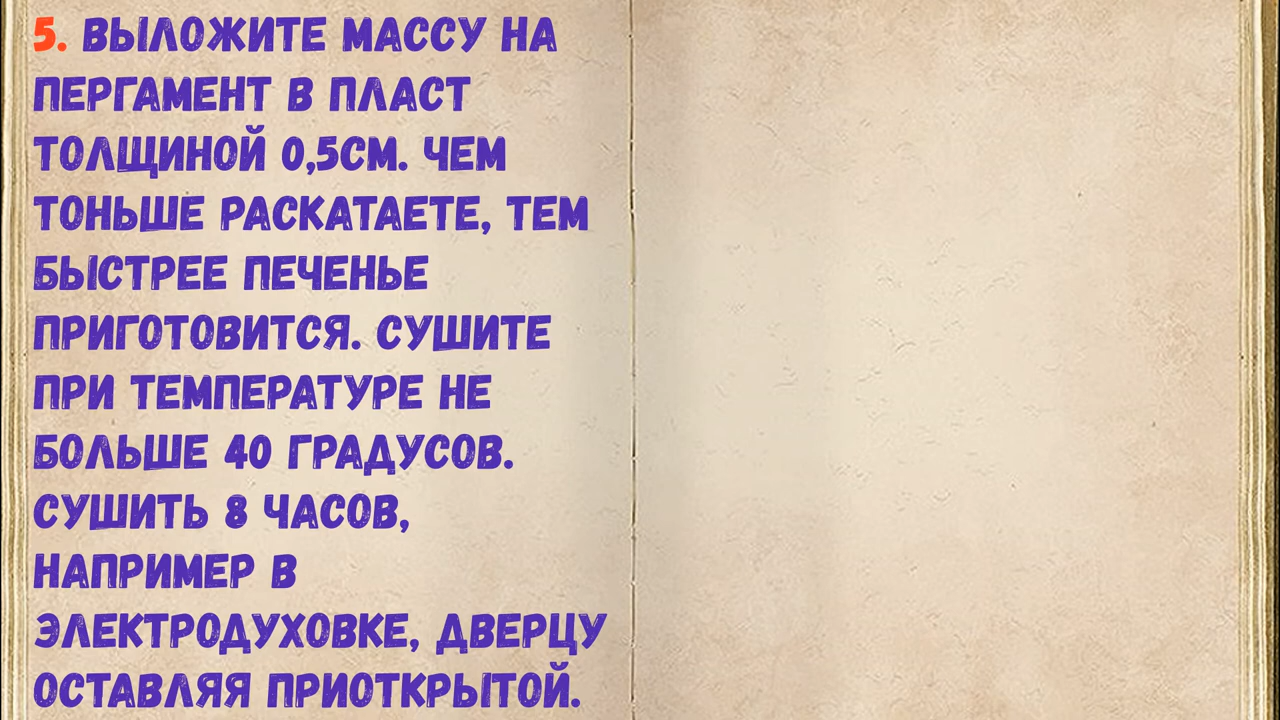 5. ВЫЛОЖИТЕ МАССУ НА
ПЕРГАМЕНТ В ПЛАСТ
ТОЛЩИНОЙ 0,5СМ. ЧЕМ
ТОНЬШЕ РАСКАТАЕТЕ, ТЕМ
БЫСТРЕЕ ПЕЧЕНЬЕ
ПРИГОТОВИТСЯ. СУШИТЕ
ПРИ ТЕМПЕРАТУРЕ НЕ
БОЛЬШЕ 40 ГРАДУСОВ.
СУШИТЬ 8 ЧАСОВ,
НАПРИМЕР В
ЭЛЕКТРОДУХОВКЕ, ДВЕРЦУ
ОСТАВЛЯЯ ПРИОТКРЫТОЙ.